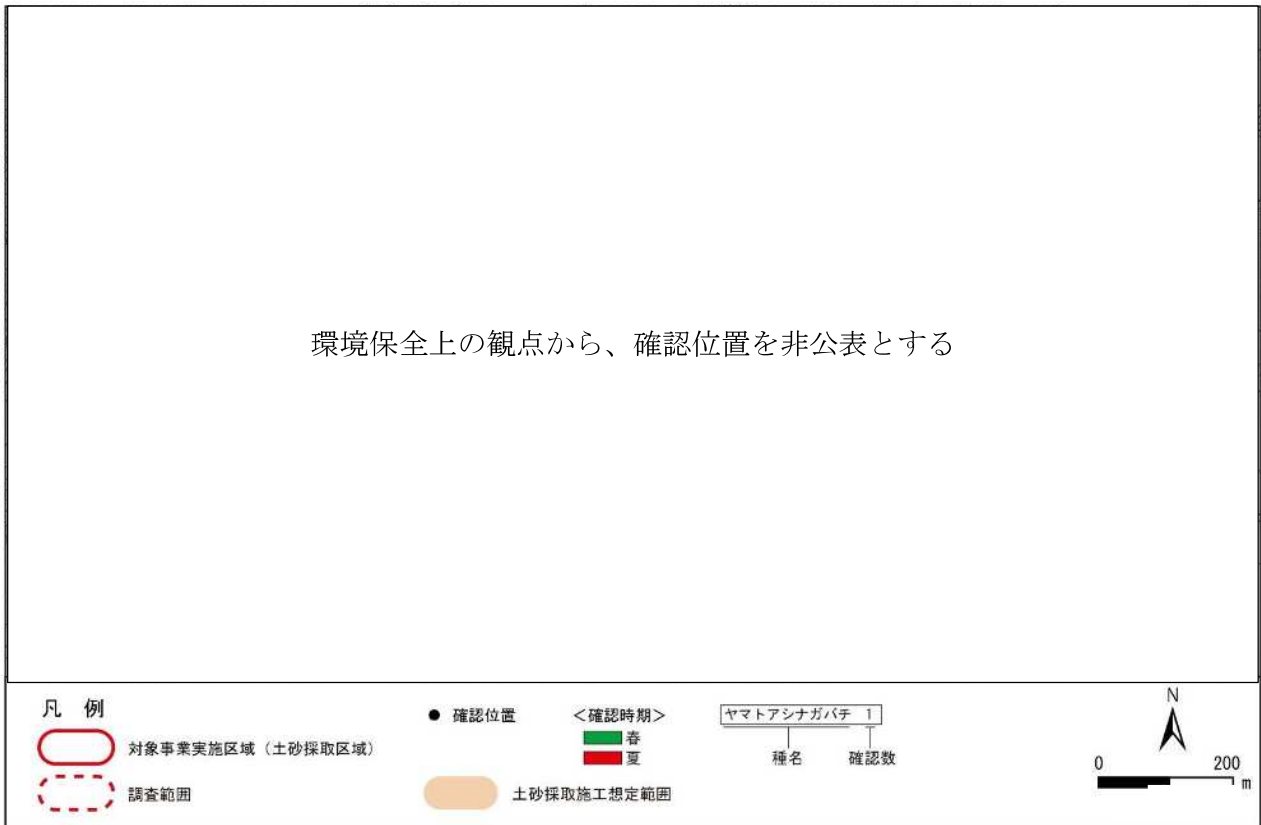 環境保全上の観点から、確認位置を非公表とする
凡 例
対象事業実施区域（土砂採取区域）
調査範囲
● 確認位置
＜確認時期＞
春
夏
土砂採取施工想定範囲
ヤマトアシナガバチ 1
種名 確認数
N
0 200
m